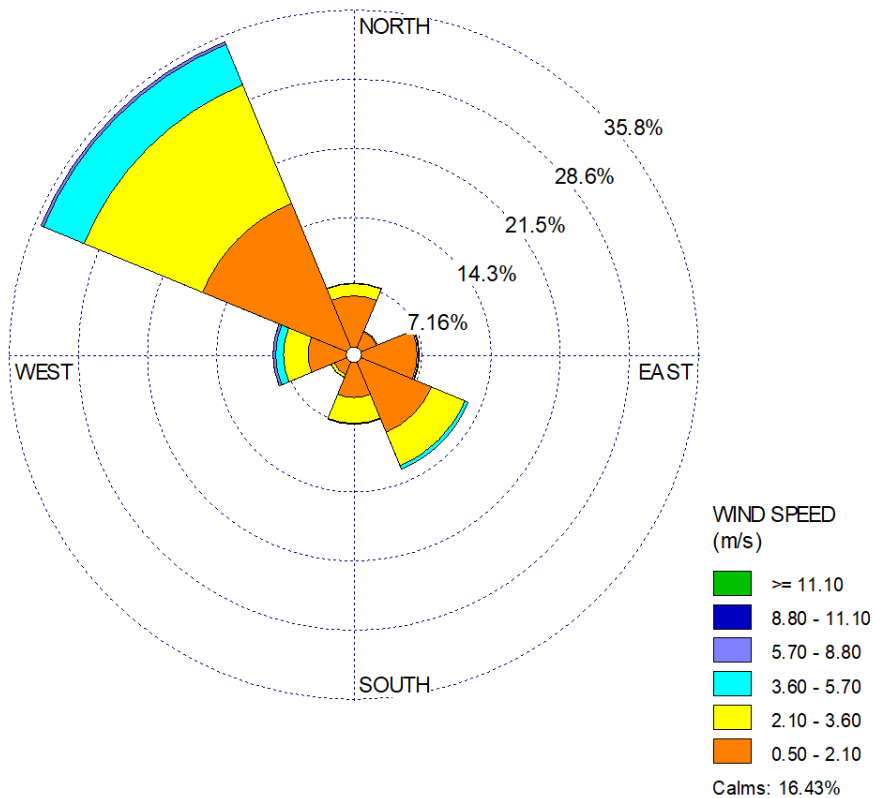 NORTH
35.8%
28.6%
21.5%
14.3%
7.16%
WEST
EAST
SOUTH
WIND SPEED
(m/s)
>= 11.10
8.80 - 11.10
5.70 - 8.80
3.60 - 5.70
2.10 - 3.60
0.50 - 2.10
Calms: 16.43%